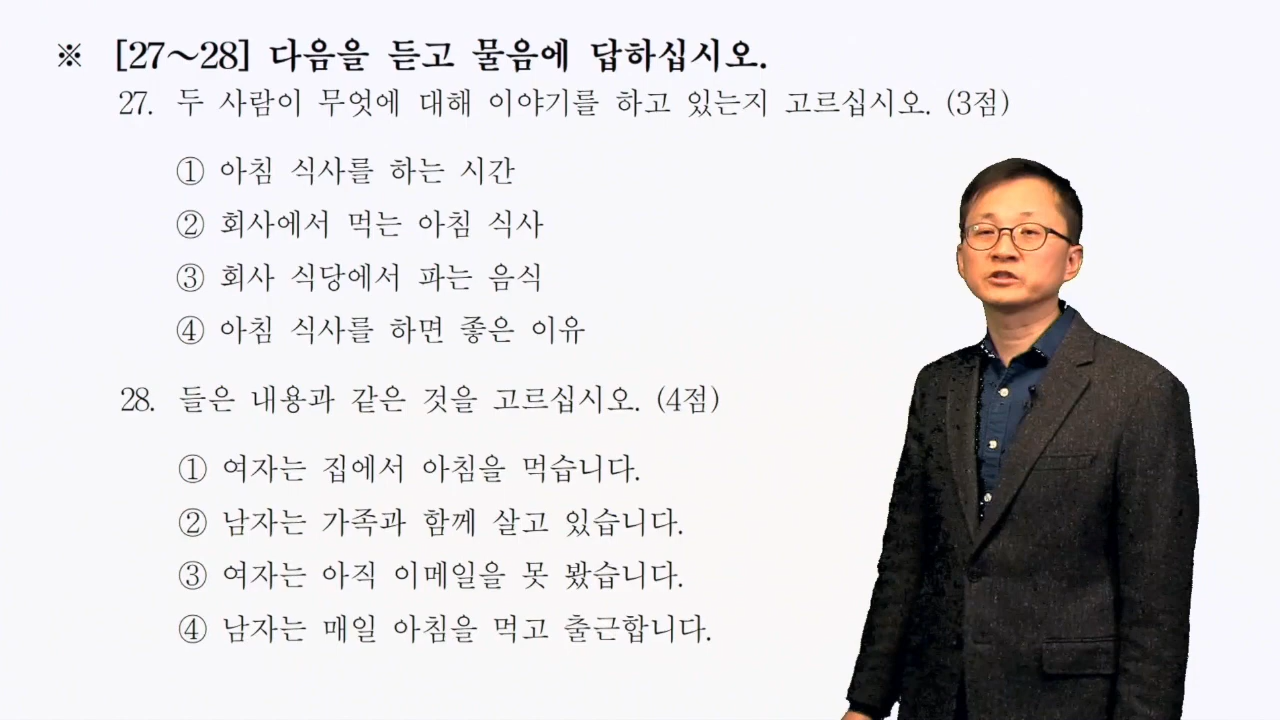 ※ [27～28] 다음을 듣고 물음에 답하십시오.
27. 두 사람이 무엇에 대해 이야기를 하고 있는지 고르십시오. (3점)
① 아침 식사를 하는 시간
② 회사에서 먹는 아침 식사
③ 회사 식당에서 파는 음식
④ 아침 식사를 하면 좋은 이유
28. 들은 내용과 같은 것을 고르십시오. (4점)
① 여자는 집에서 아침을 먹습니다.
② 남자는 가족과 함께 살고 있습니다.
③ 여자는 아직 이메일을 못 봤습니다.
④ 남자는 매일 아침을 먹고 출근합니다.